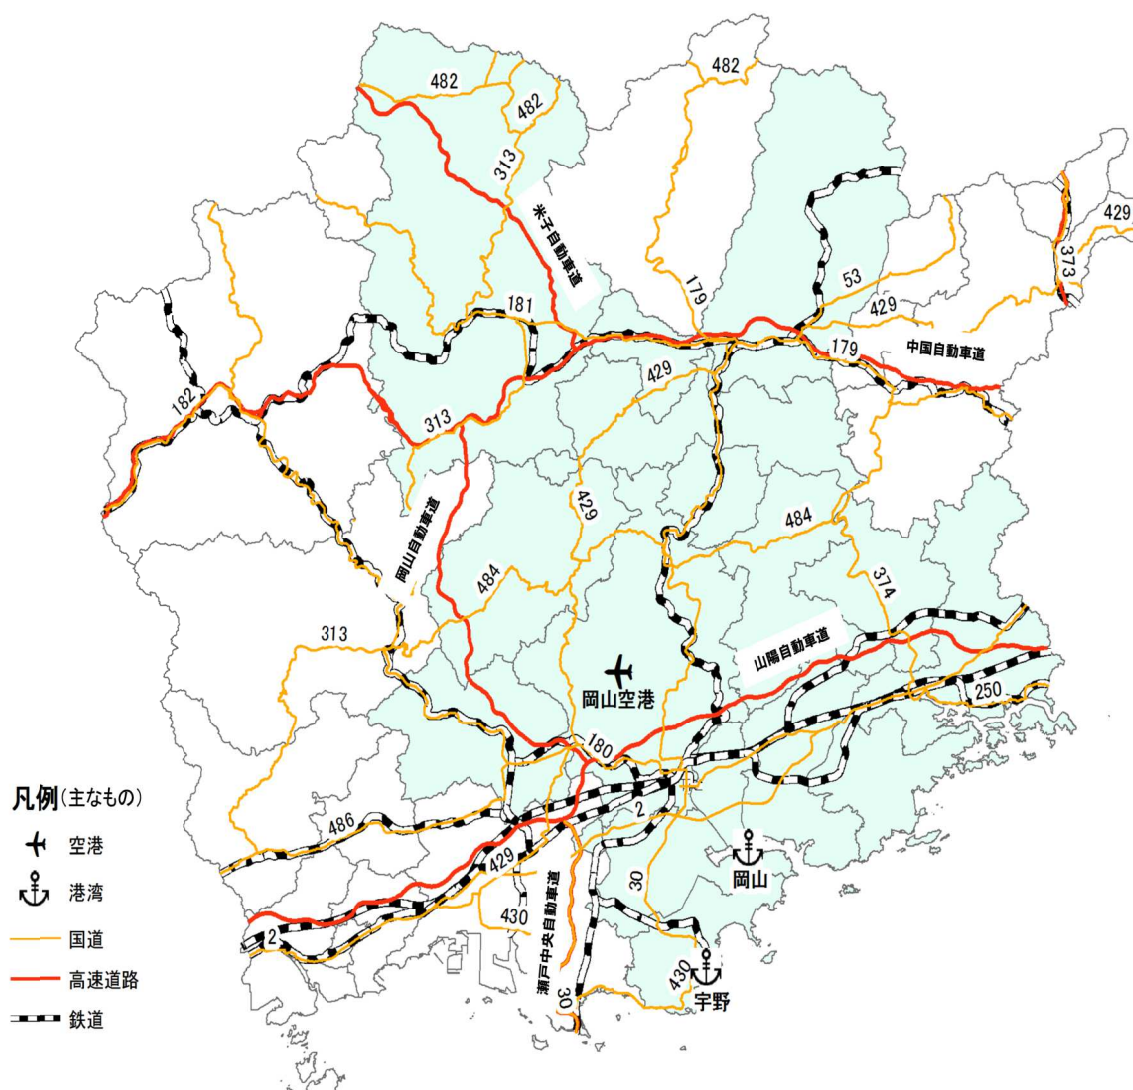 482
482
482
313
米子自動車道
429
373
53
429
179
181
179
中国自動車道
429
182
313
岡山自動車道
429
484
484
374
313
山陽自動車道
岡山空港
250
180
凡例(主なもの)
空港
港湾
国道
高速道路
鉄道
486
2
429
岡山
30
430
瀬戸中央自動車道
2
430
宇野
30